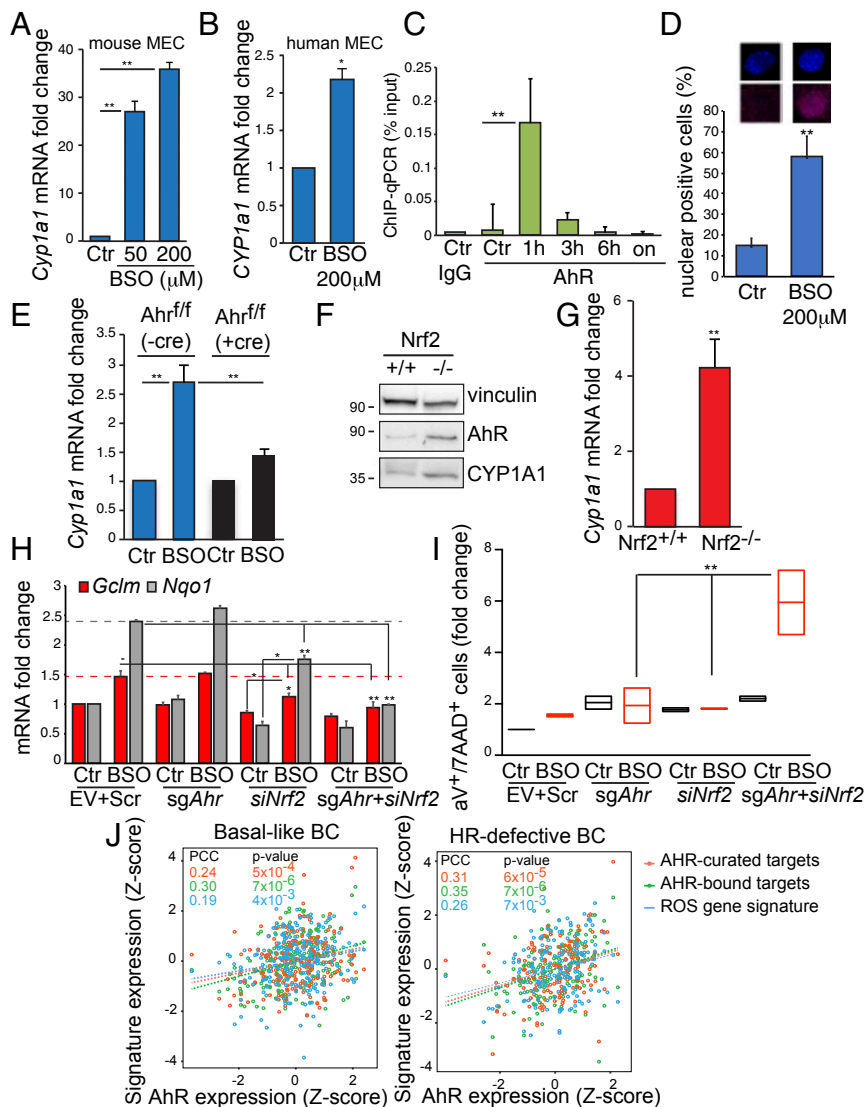 A
mouse MEC
Cyp1a1 mRNA fold change
40
30
20
10
0
**
**
Ctr 50 200
BSO (μM)
B
human MEC
CYP1A1 mRNA fold change
2.5
2
1.5
1
0.5
0
*
Ctr BSO
200μM
C
ChIP-qPCR (% input)
0.25
0.2
0.15
0.1
0.05
0
**
Ctr Ctr 1h 3h 6h on
IgG AhR
D
nuclear positive cells (%)
80
70
60
50
40
30
20
10
0
**
Ctr BSO
200μM
E
Ahrf/f Ahrf/f
(-cre) (+cre)
Cyp1a1 mRNA fold change
3.5
3
2.5
2
1.5
1
0.5
0
** **
Ctr BSO Ctr BSO
F
Nrf2
+/+ -/-
90 - vinculin
90 - AhR
35 - CYP1A1
G
Cyp1a1 mRNA fold change
6
4
2
0
**
Nrf2+/+ Nrf2-/-
H
Gclm Nqo1
mRNA fold change
3
2.5
2
1.5
1
0.5
0
-
* * * **
** **
Ctr BSO Ctr BSO Ctr BSO Ctr BSO
EV+Scr sgAhr siNrf2 sgAhr+siNrf2
I
aV+/7AAD+ cells (fold change)
8
6
4
2
0
**
Ctr BSO Ctr BSO Ctr BSO Ctr BSO
EV+Scr sgAhr siNrf2 sgAhr+siNrf2
J
Basal-like BC
PCC p-value
0.24 5x10-4
0.30 7x10-6
0.19 4x10-3
Signature expression (Z-score)
4
2
0
-2
-4
-2 0 2
AhR expression (Z-score)
HR-defective BC
PCC p-value
0.31 6x10-5
0.35 7x10-6
0.26 7x10-3
Signature expression (Z-score)
4
2
0
-2
-4
-2 0 2
AhR expression (Z-score)
AHR-curated targets
AHR-bound targets
ROS gene signature